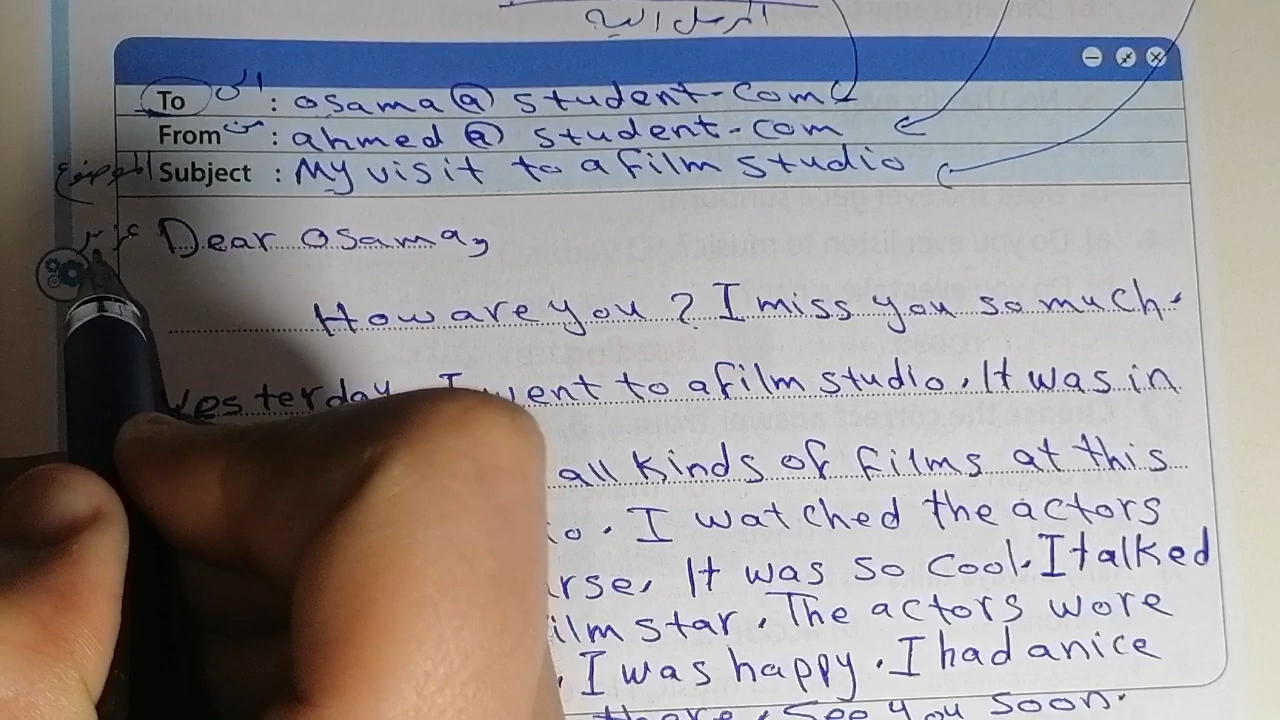 المرسل اليه
To الى : osama@student-com
From من : ahmed@student-com
الموضوع Subject : My visit to a film studio
عزيزي Dear Osama,
How are you ? I miss you so much.
yesterday I went to a film studio. It was in
all kinds of films at this
I watched the actors
It was so cool. I talked
star. The actors wore
I was happy. I had a nice
there. See you soon.